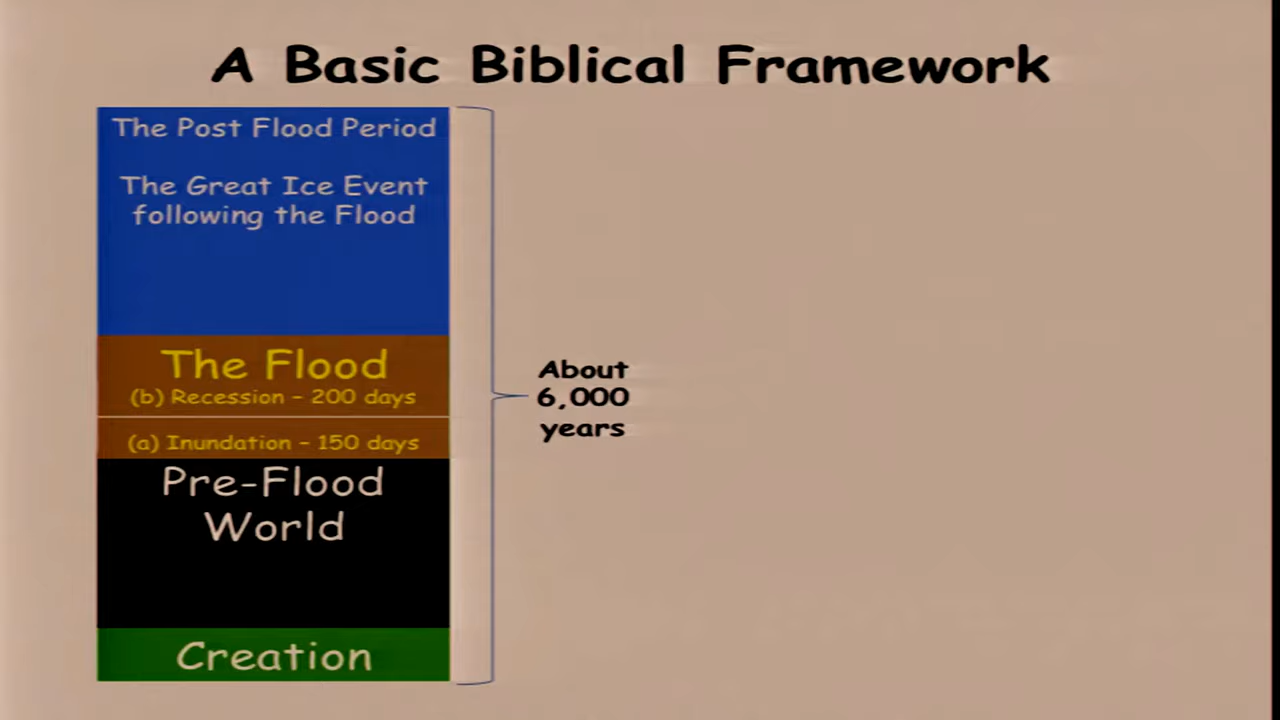 A Basic Biblical Framework
The Post Flood Period
The Great Ice Event
following the Flood
The Flood
(b) Recession – 200 days
(a) Inundation – 150 days
Pre-Flood
World
Creation
About
6,000
years